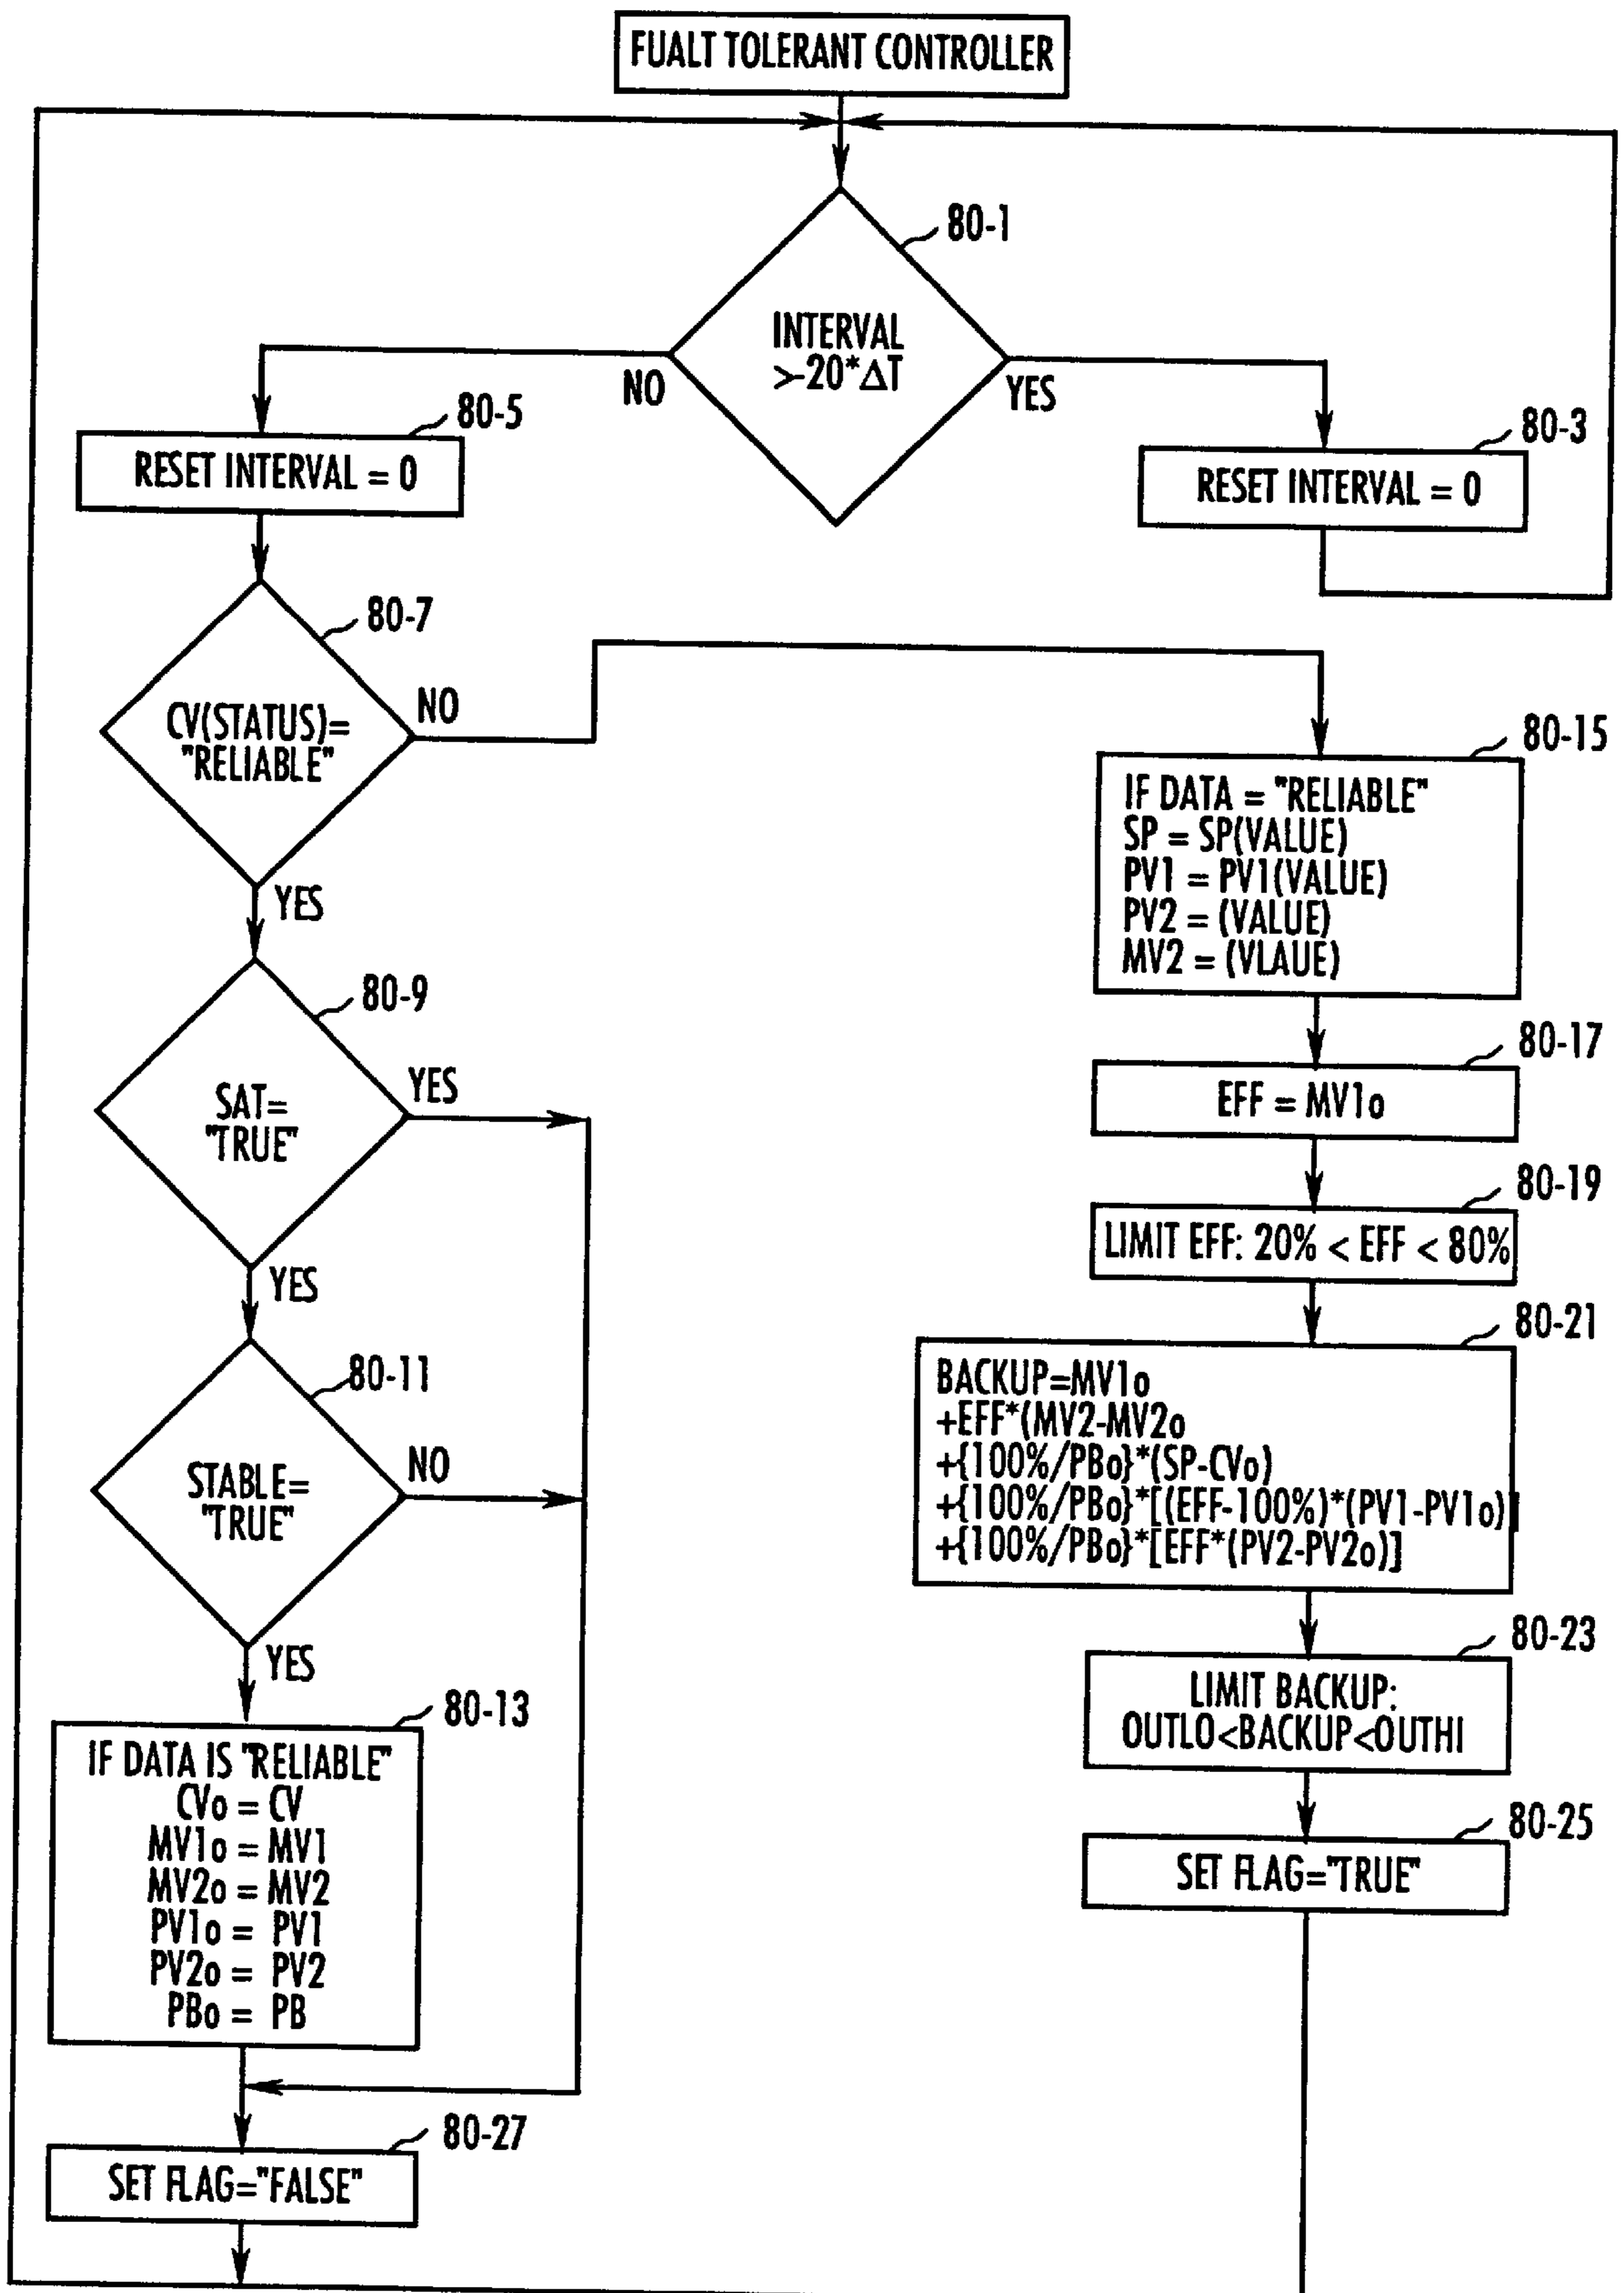 FUALT TOLERANT CONTROLLER
80-1
INTERVAL
>-20*ΔT
NO
YES
80-5
RESET INTERVAL = 0
80-3
RESET INTERVAL = 0
80-7
CV(STATUS)=
"RELIABLE"
NO
YES
80-15
IF DATA = "RELIABLE"
SP = SP(VALUE)
PV1 = PV1(VALUE)
PV2 = (VALUE)
MV2 = (VLAUE)
80-9
SAT=
"TRUE"
YES
YES
80-17
EFF = MV1o
80-19
LIMIT EFF: 20% < EFF < 80%
80-11
STABLE=
"TRUE"
NO
YES
80-21
BACKUP=MV1o
+EFF*(MV2-MV2o
+{100%/PBo}*(SP-CVo)
+{100%/PBo}*[(EFF-100%)*(PV1-PV1o)]
+{100%/PBo}*[EFF*(PV2-PV2o)]
80-23
LIMIT BACKUP:
OUTLO<BACKUP<OUTHI
80-13
IF DATA IS "RELIABLE"
CVo = CV
MV1o = MV1
MV2o = MV2
PV1o = PV1
PV2o = PV2
PBo = PB
80-25
SET FLAG="TRUE"
80-27
SET FLAG="FALSE"